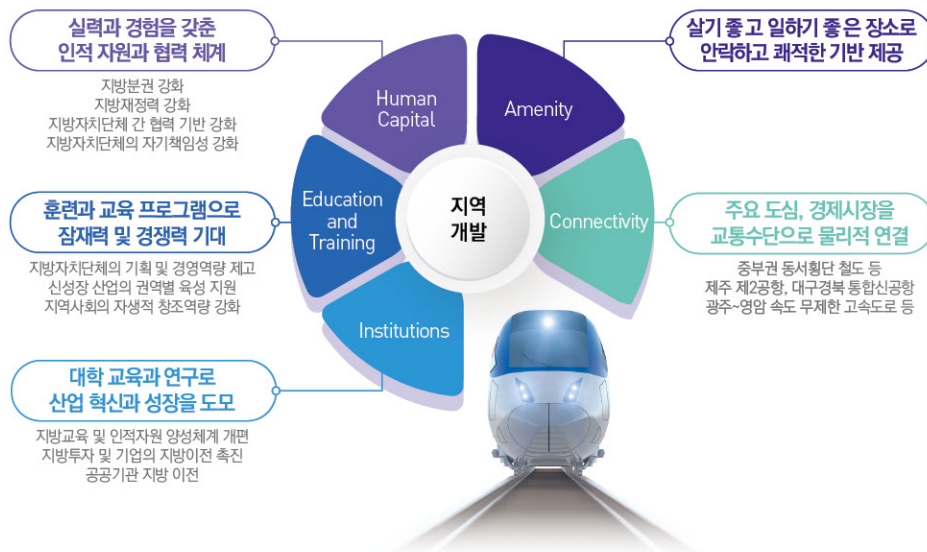 실력과 경험을 갖춘
인적 자원과 협력 체계
지방분권 강화
지방재정력 강화
지방자치단체 간 협력 기반 강화
지방자치단체의 자기책임성 강화
훈련과 교육 프로그램으로
잠재력 및 경쟁력 기대
지방자치단체의 기획 및 경영역량 제고
신성장 산업의 권역별 육성 지원
지역사회의 자생적 창조역량 강화
대학 교육과 연구로
산업 혁신과 성장을 도모
지방교육 및 인적자원 양성체계 개편
지방투자 및 기업의 지방이전 촉진
공공기관 지방 이전
Human
Capital
Amenity
Education
and
Training
지역
개발
Connectivity
Institutions
살기 좋고 일하기 좋은 장소로
안락하고 쾌적한 기반 제공
주요 도심, 경제시장을
교통수단으로 물리적 연결
중부권 동서횡단 철도 등
제주 제2공항, 대구경북 통합신공항
광주~영암 속도 무제한 고속도로 등